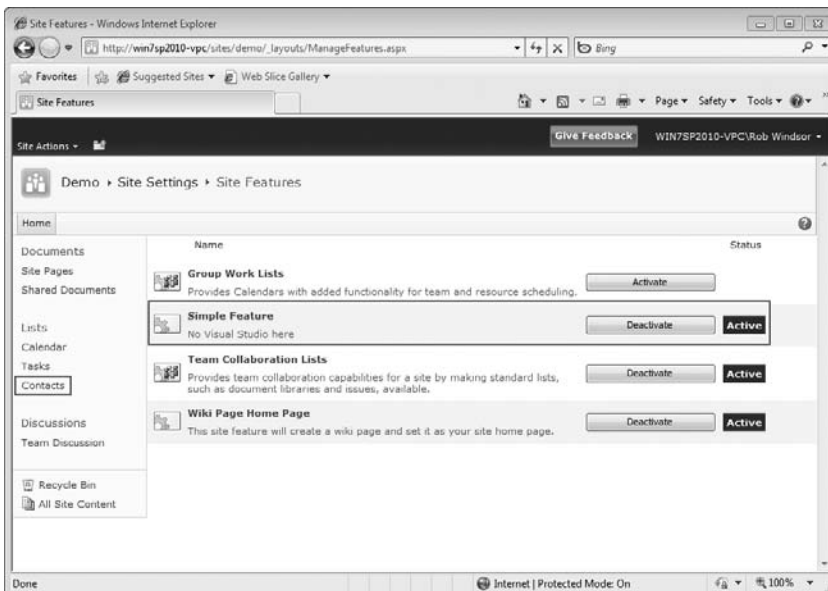 Site Features - Windows Internet Explorer
http://win7sp2010-vpc/sites/demo/_layouts/ManageFeatures.aspx
Bing
Favorites
Suggested Sites
Web Slice Gallery
Site Features
Page
Safety
Tools
Site Actions
Give Feedback
WIN7SP2010-VPC\Rob Windsor
Demo
Site Settings
Site Features
Home
Documents
Site Pages
Shared Documents
Lists
Calendar
Tasks
Contacts
Discussions
Team Discussion
Recycle Bin
All Site Content
Name
Status
Group Work Lists
Provides Calendars with added functionality for team and resource scheduling.
Activate
Simple Feature
No Visual Studio here
Deactivate
Active
Team Collaboration Lists
Provides team collaboration capabilities for a site by making standard lists,
such as document libraries and issues, available.
Deactivate
Active
Wiki Page Home Page
This site feature will create a wiki page and set it as your site home page.
Deactivate
Active
Done
Internet | Protected Mode: On
100%